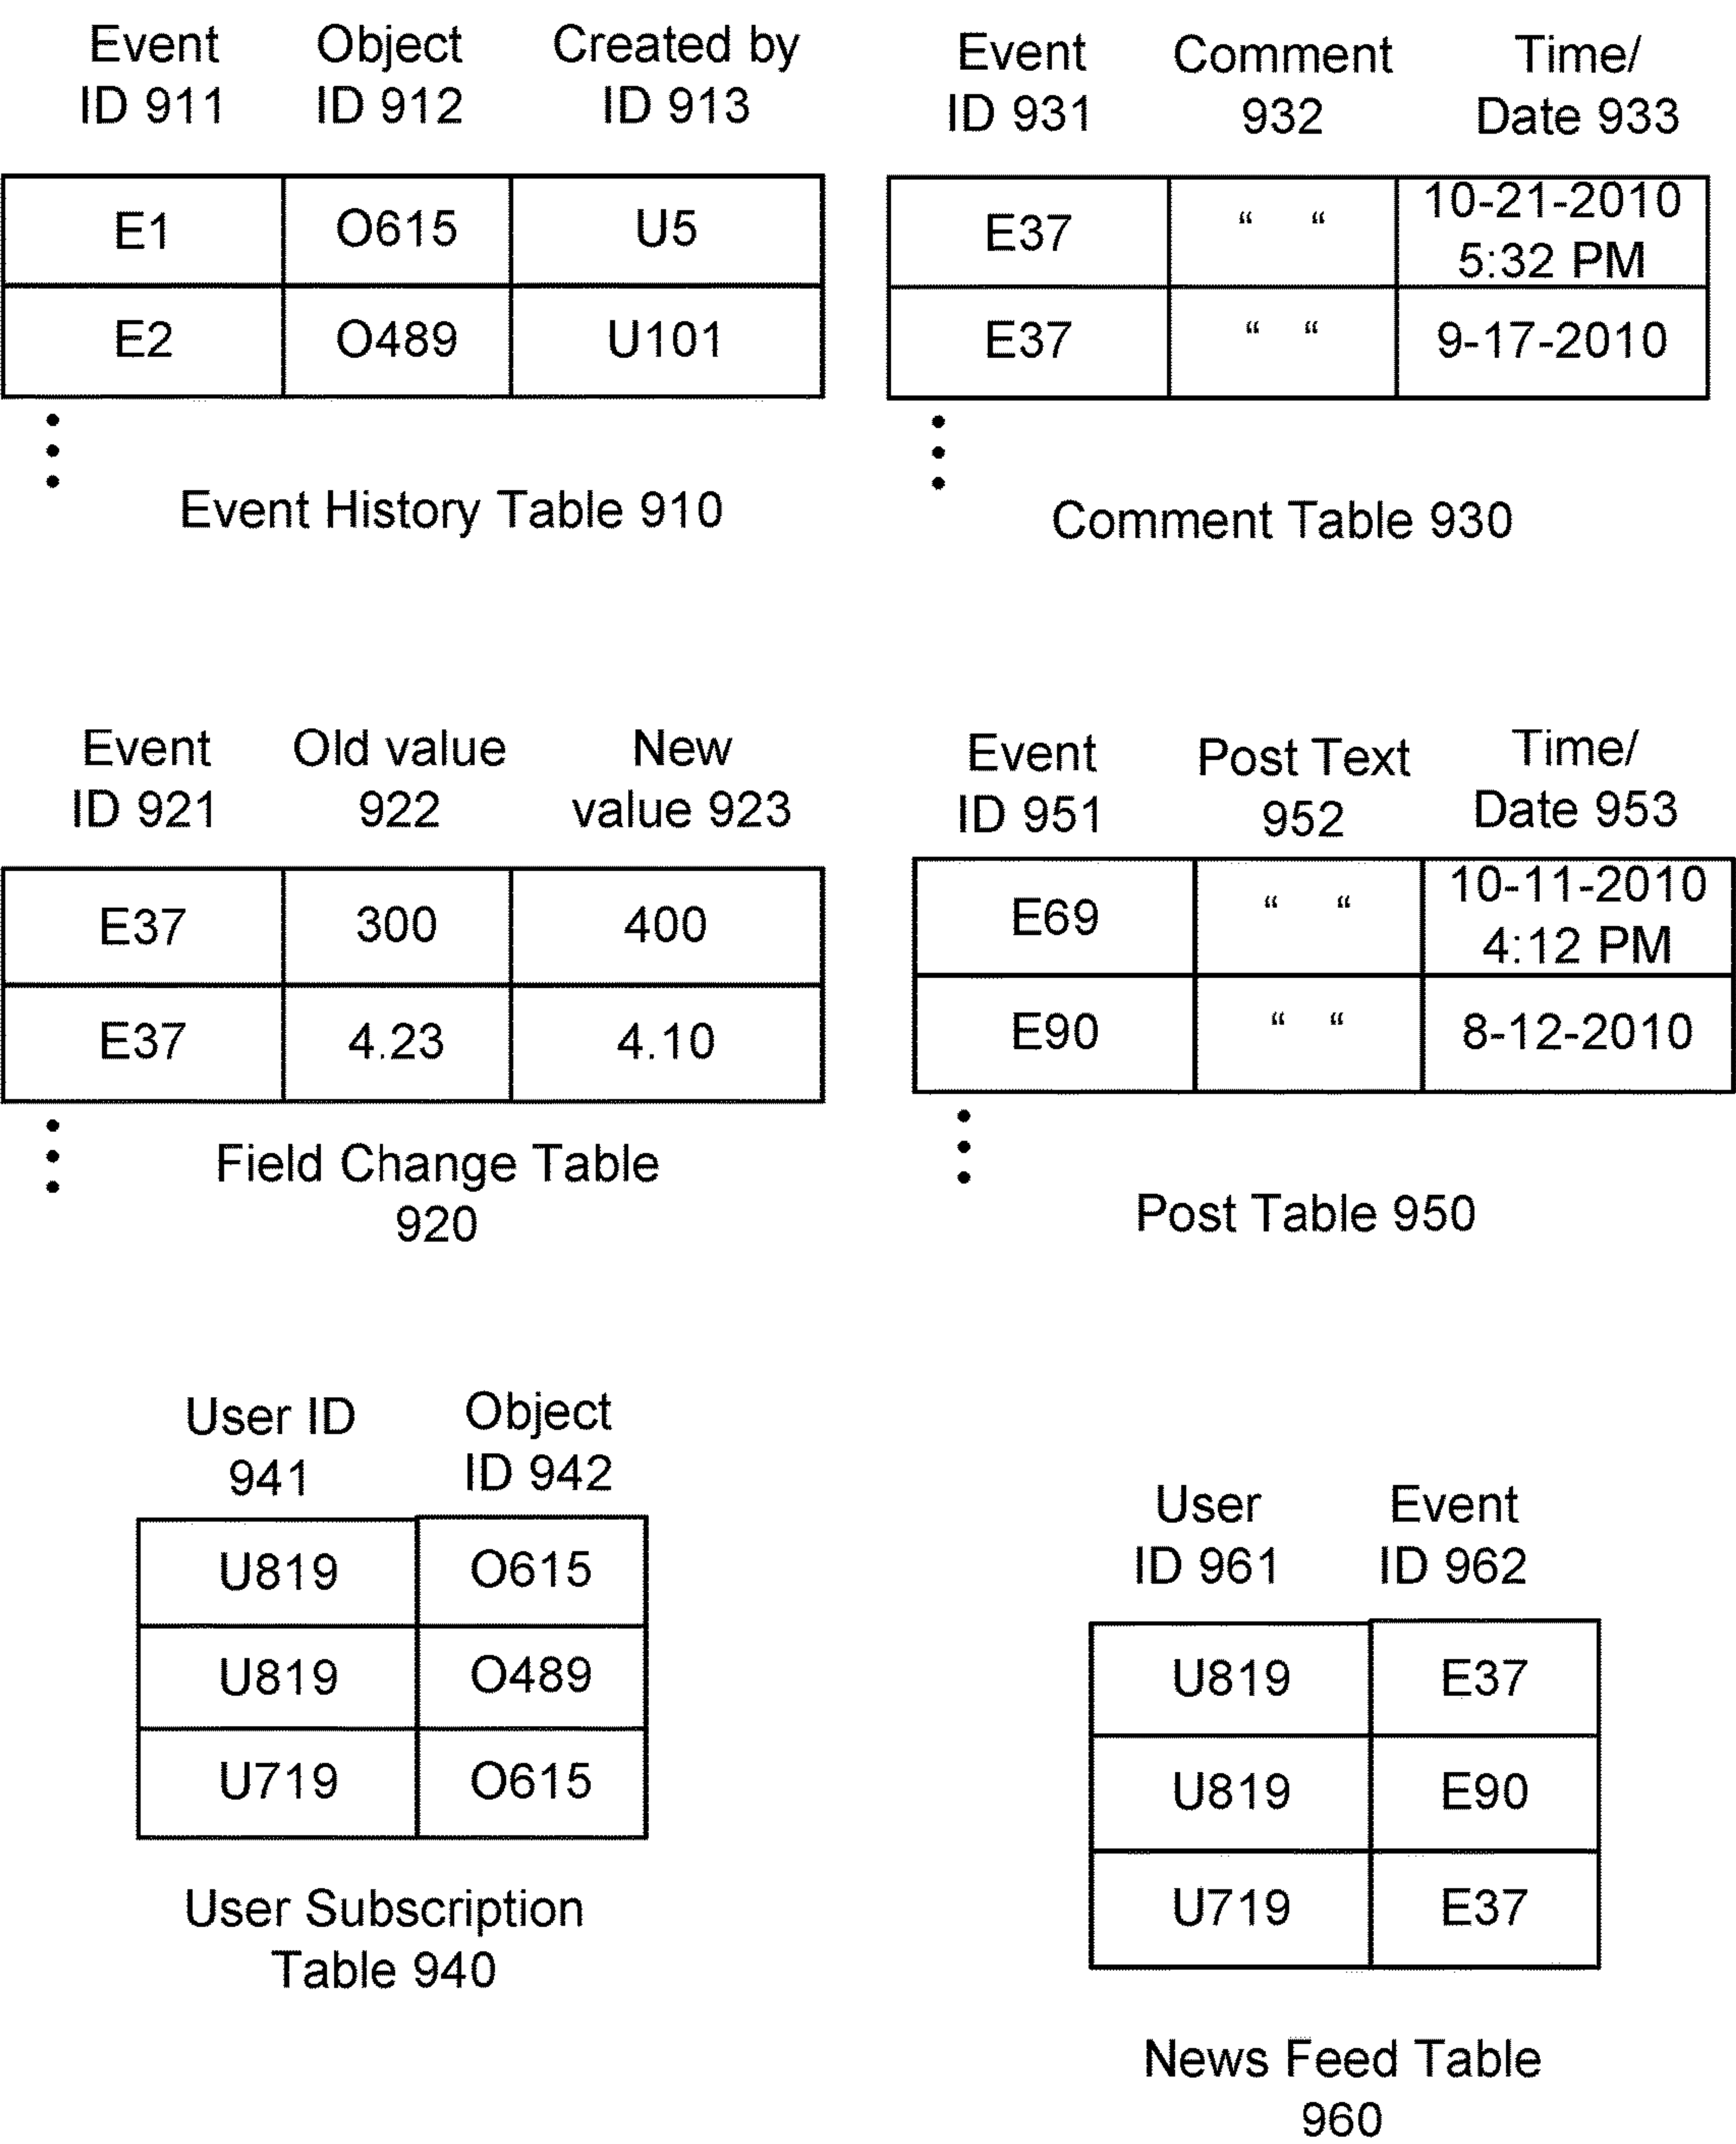 Event Object Created by
ID 911 ID 912 ID 913
E1 O615 U5
E2 O489 U101
Event History Table 910
Event Comment Time/
ID 931 932 Date 933
E37 “ “ 10-21-2010
5:32 PM
E37 “ “ 9-17-2010
Comment Table 930
Event Old value New
ID 921 922 value 923
E37 300 400
E37 4.23 4.10
Field Change Table
920
Event Post Text Time/
ID 951 952 Date 953
E69 “ “ 10-11-2010
4:12 PM
E90 “ “ 8-12-2010
Post Table 950
User ID Object
941 ID 942
U819 O615
U819 O489
U719 O615
User Subscription
Table 940
User Event
ID 961 ID 962
U819 E37
U819 E90
U719 E37
News Feed Table
960